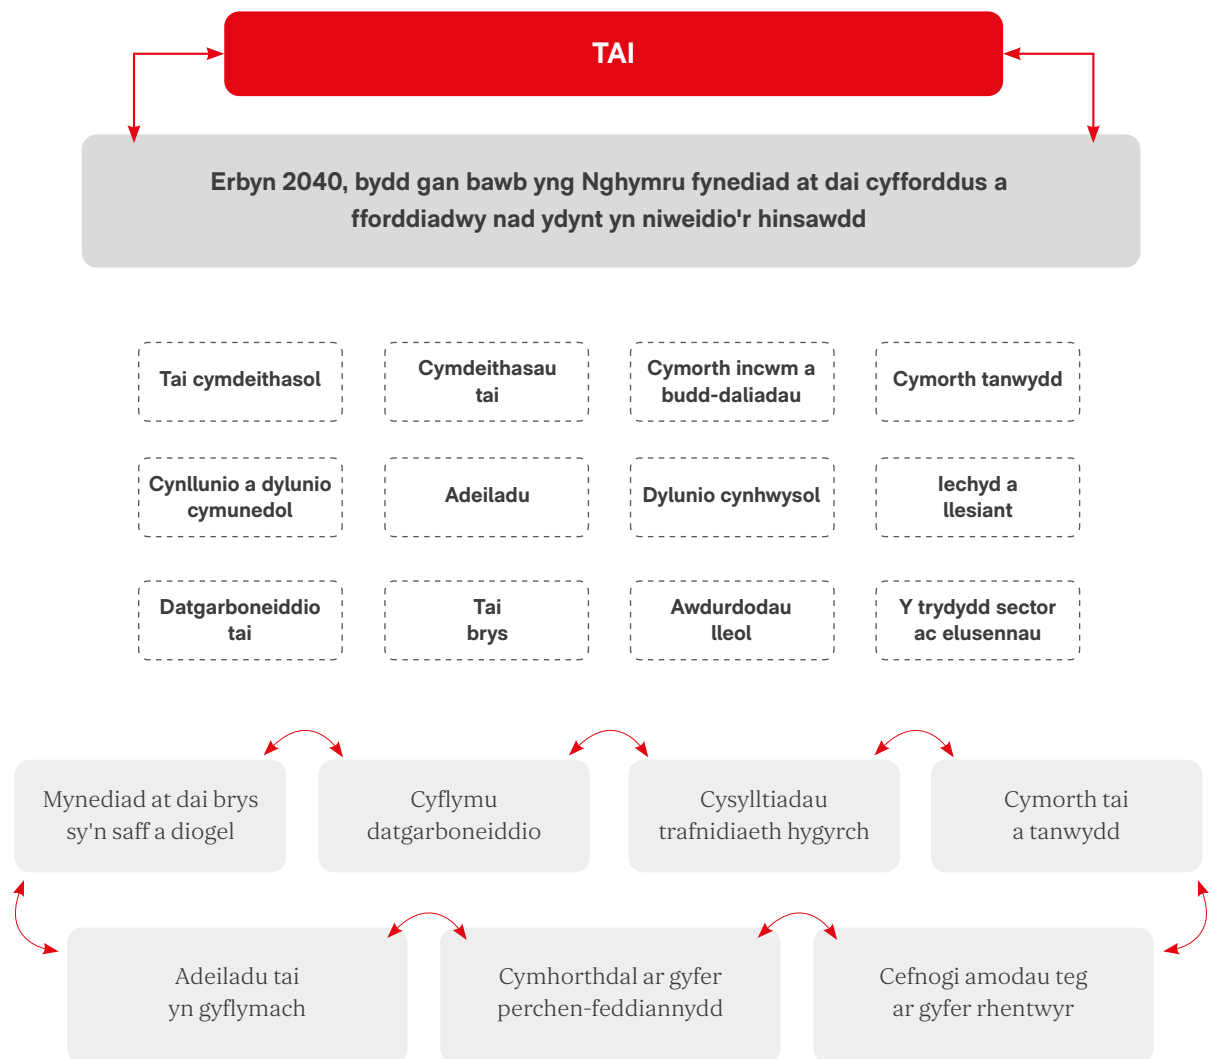 TAI
Erbyn 2040, bydd gan bawb yng Nghymru fynediad at dai cyfforddus a
fforddiadwy nad ydynt yn niweidio'r hinsawdd
Tai cymdeithasol
Cymdeithasau
tai
Cymorth incwm a
budd-daliadau
Cymorth tanwydd
Cynllunio a dylunio
cymunedol
Adeiladu
Dylunio cynhwysol
Iechyd a
llesiant
Datgarboneiddio
tai
Tai
brys
Awdurdodau
lleol
Y trydydd sector
ac elusennau
Mynediad at dai brys
sy'n saff a diogel
Cyflymu
datgarboneiddio
Cysylltiadau
trafnidiaeth hygyrch
Cymorth tai
a tanwydd
Adeiladu tai
yn gyflymach
Cymhorthdal ar gyfer
perchen-feddiannydd
Cefnogi amodau teg
ar gyfer rhentwyr